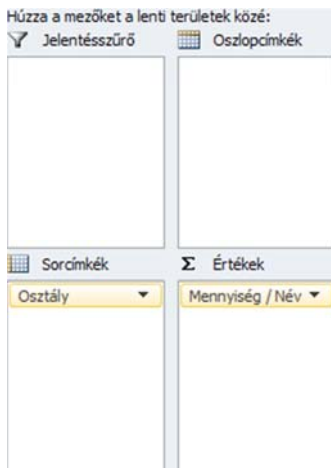 Húzza a mezőket a lenti területek közé:
Jelentésszűrő
Oszlopcímkék
Sorcímkék
Σ Értékek
Osztály
Mennyiség / Név